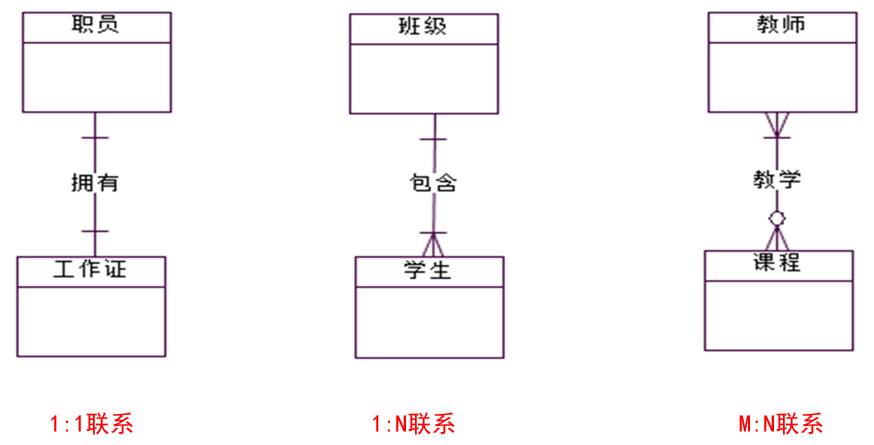 职员
班级
教师
拥有
包含
教学
工作证
学生
课程
1:1联系
1:N联系
M:N联系